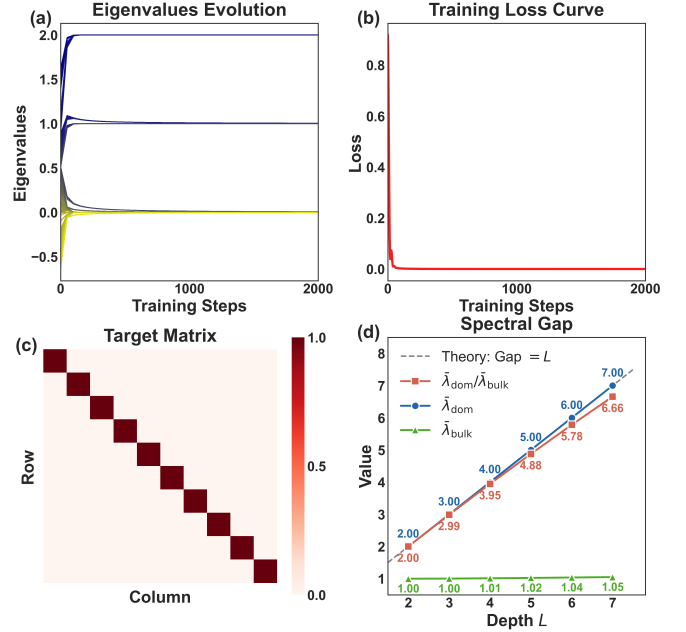 (a) Eigenvalues Evolution
2.0
1.5
1.0
0.5
0.0
−0.5
Eigenvalues
0 1000 2000
Training Steps
(b) Training Loss Curve
0.8
0.6
0.4
0.2
0.0
Loss
0 1000 2000
Training Steps
(c) Target Matrix
Row
Column
1.0
0.5
0.0
(d) Spectral Gap
8
7
6
5
4
3
2
1
Value
Theory: Gap = L
λ̄dom/λ̄bulk
λ̄dom
λ̄bulk
2.00 3.00 4.00 5.00 6.00 7.00
2.00 2.99 3.95 4.88 5.78 6.66
1.00 1.00 1.01 1.02 1.04 1.05
2 3 4 5 6 7
Depth L